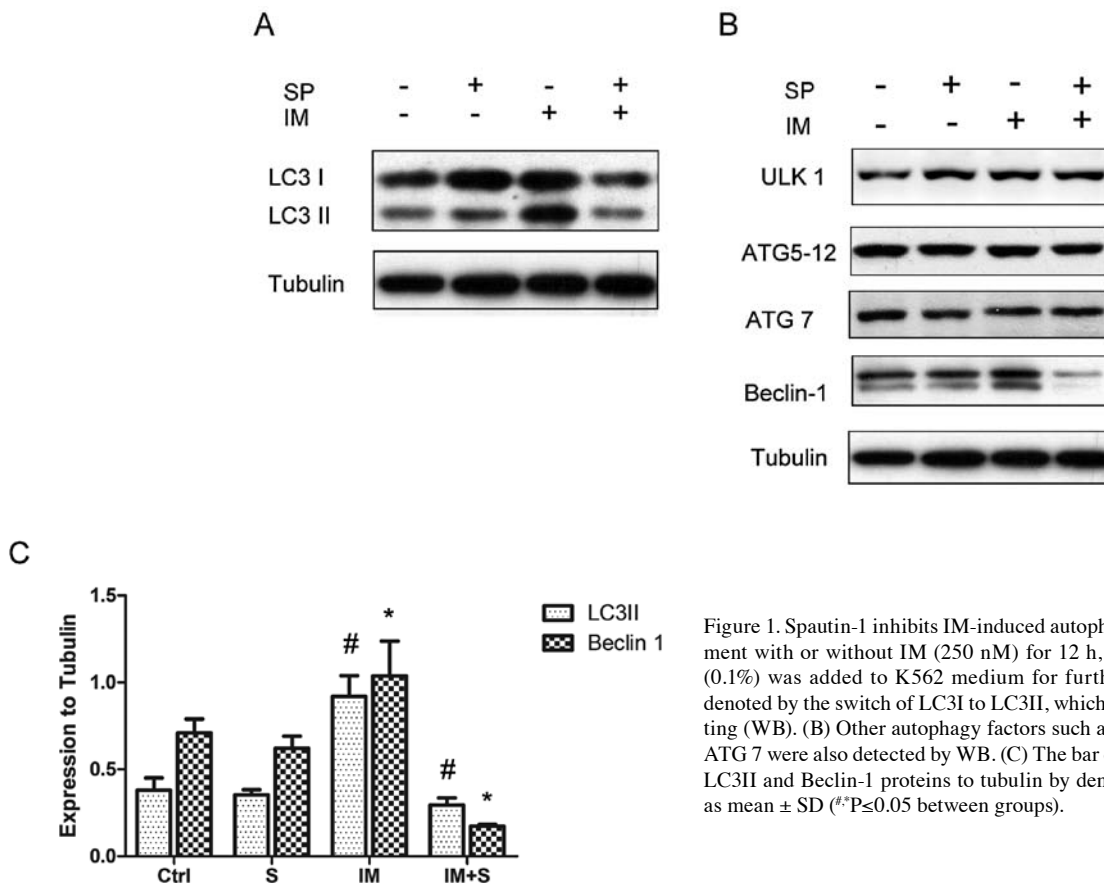 A
SP - + - +
IM - - + +
LC3 I
LC3 II
Tubulin
B
SP - + - +
IM - - + +
ULK 1
ATG5-12
ATG 7
Beclin-1
Tubulin
C
Expression to Tubulin
1.5
1.0
0.5
0.0
# * # *
Ctrl S IM IM+S
LC3II
Beclin 1
Figure 1. Spautin-1 inhibits IM-induced autoph
ment with or without IM (250 nM) for 12 h,
(0.1%) was added to K562 medium for furth
denoted by the switch of LC3I to LC3II, which
ting (WB). (B) Other autophagy factors such a
ATG 7 were also detected by WB. (C) The bar
LC3II and Beclin-1 proteins to tubulin by den
as mean ± SD (#,*P≤0.05 between groups).